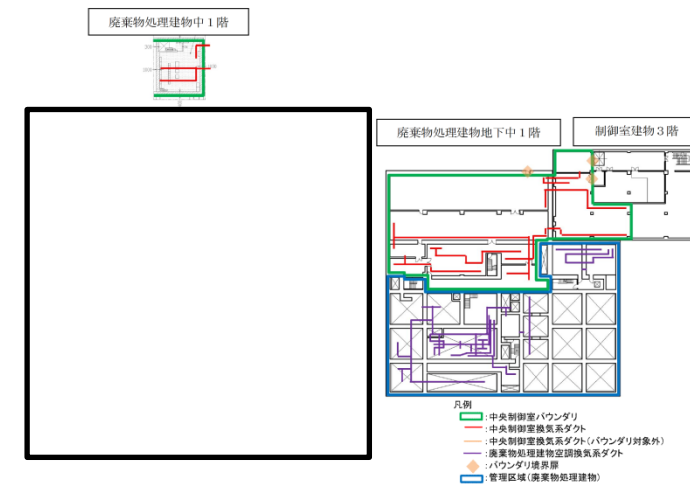 廃棄物処理建物中1階
廃棄物処理建物地下中1階
制御室建物3階
凡例
:中央制御室バウンダリ
:中央制御室換気系ダクト
:中央制御室換気系ダクト(バウンダリ対象外)
:廃棄物処理建物空調換気系ダクト
:バウンダリ境界扉
:管理区域(廃棄物処理建物)